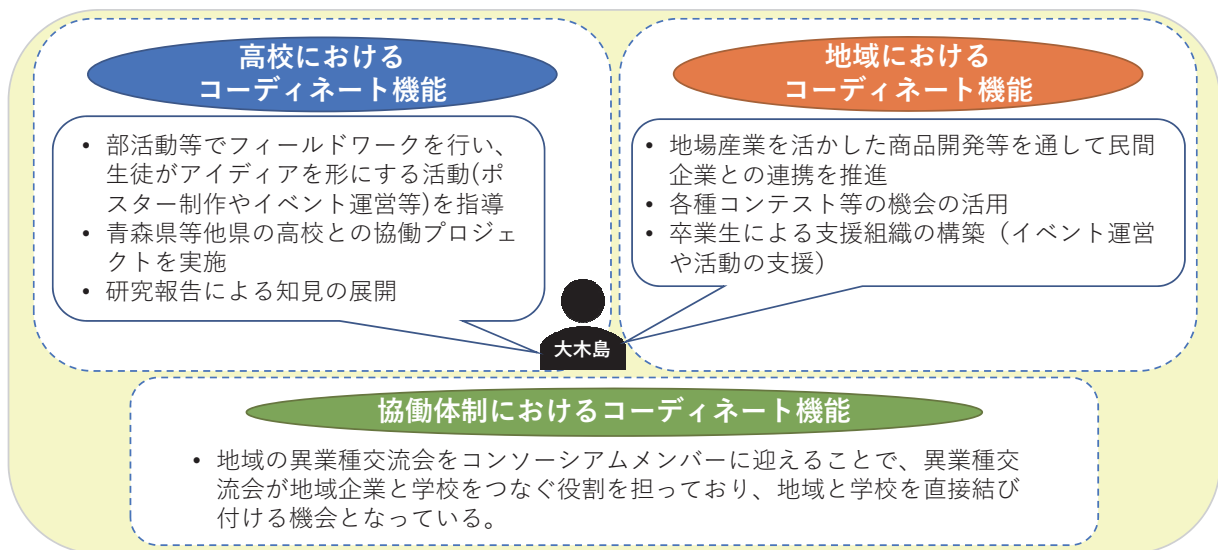 高校における
コーディネート機能
• 部活動等でフィールドワークを行い、
生徒がアイディアを形にする活動(ポ
スター制作やイベント運営等)を指導
• 青森県等他県の高校との協働プロジェ
クトを実施
• 研究報告による知見の展開
地域における
コーディネート機能
• 地場産業を活かした商品開発等を通して民間
企業との連携を推進
• 各種コンテスト等の機会の活用
• 卒業生による支援組織の構築（イベント運営
や活動の支援）
大木島
協働体制におけるコーディネート機能
• 地域の異業種交流会をコンソーシアムメンバーに迎えることで、異業種交
流会が地域企業と学校をつなぐ役割を担っており、地域と学校を直接結び
付ける機会となっている。